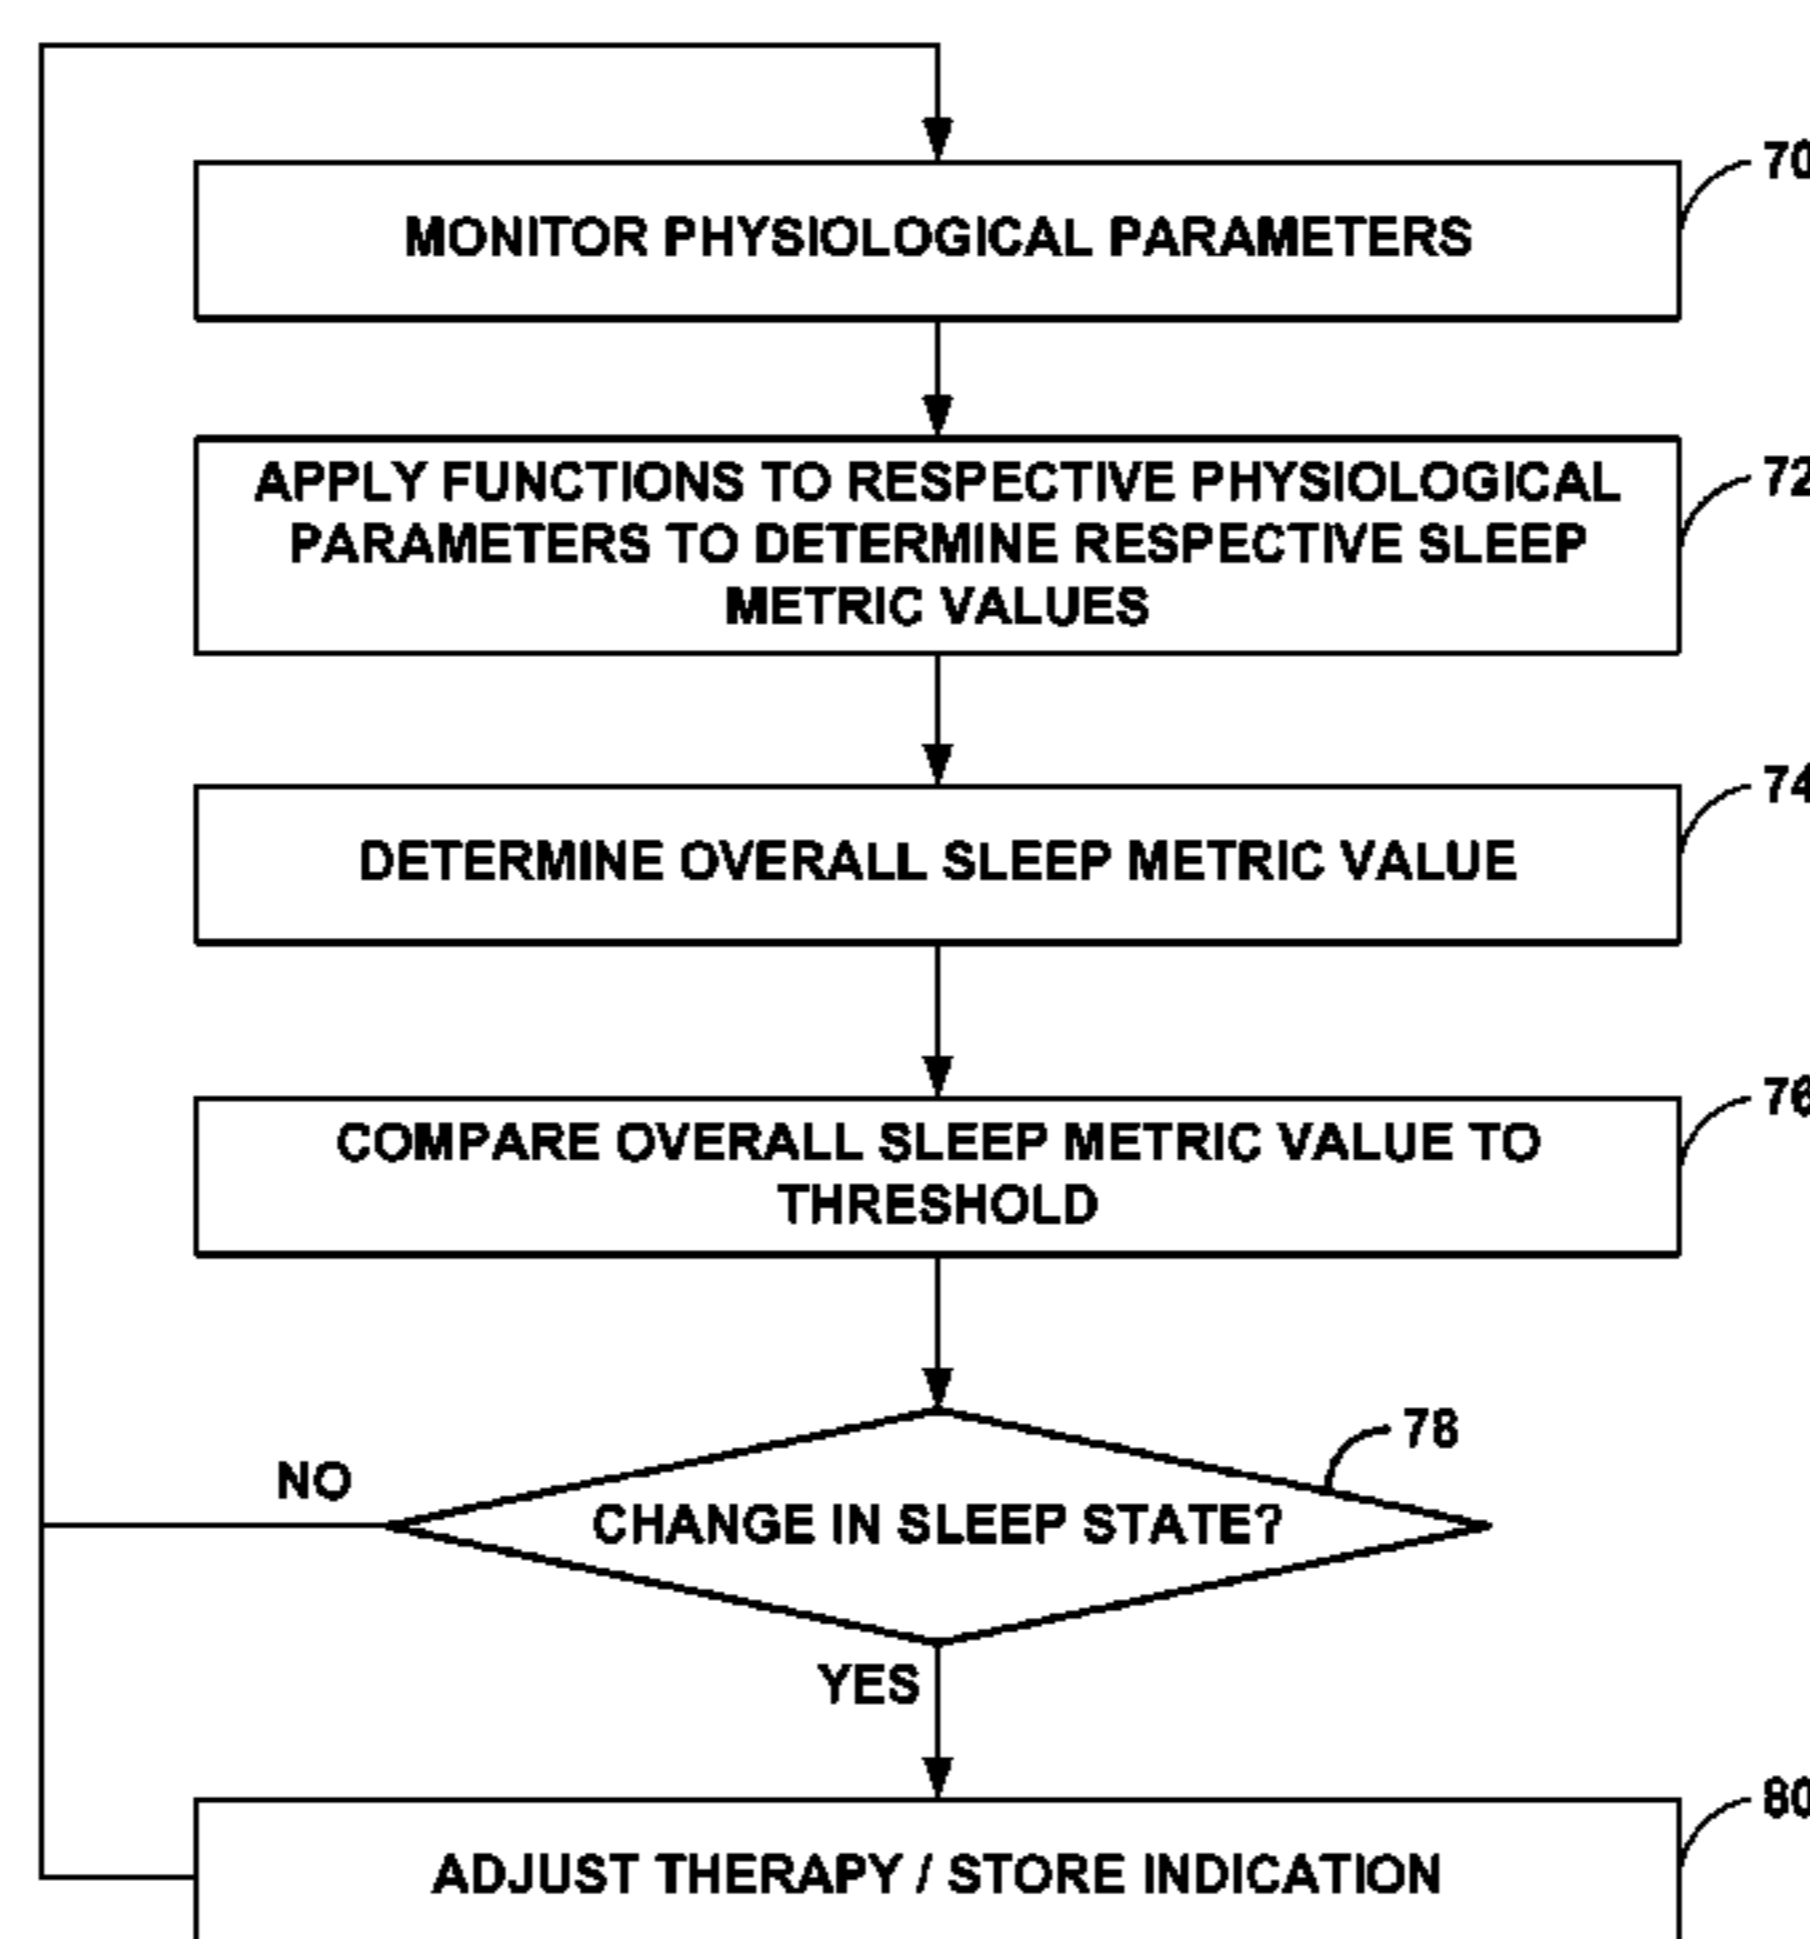 70
MONITOR PHYSIOLOGICAL PARAMETERS
72
APPLY FUNCTIONS TO RESPECTIVE PHYSIOLOGICAL
PARAMETERS TO DETERMINE RESPECTIVE SLEEP
METRIC VALUES
74
DETERMINE OVERALL SLEEP METRIC VALUE
76
COMPARE OVERALL SLEEP METRIC VALUE TO
THRESHOLD
78
NO
CHANGE IN SLEEP STATE?
YES
80
ADJUST THERAPY / STORE INDICATION